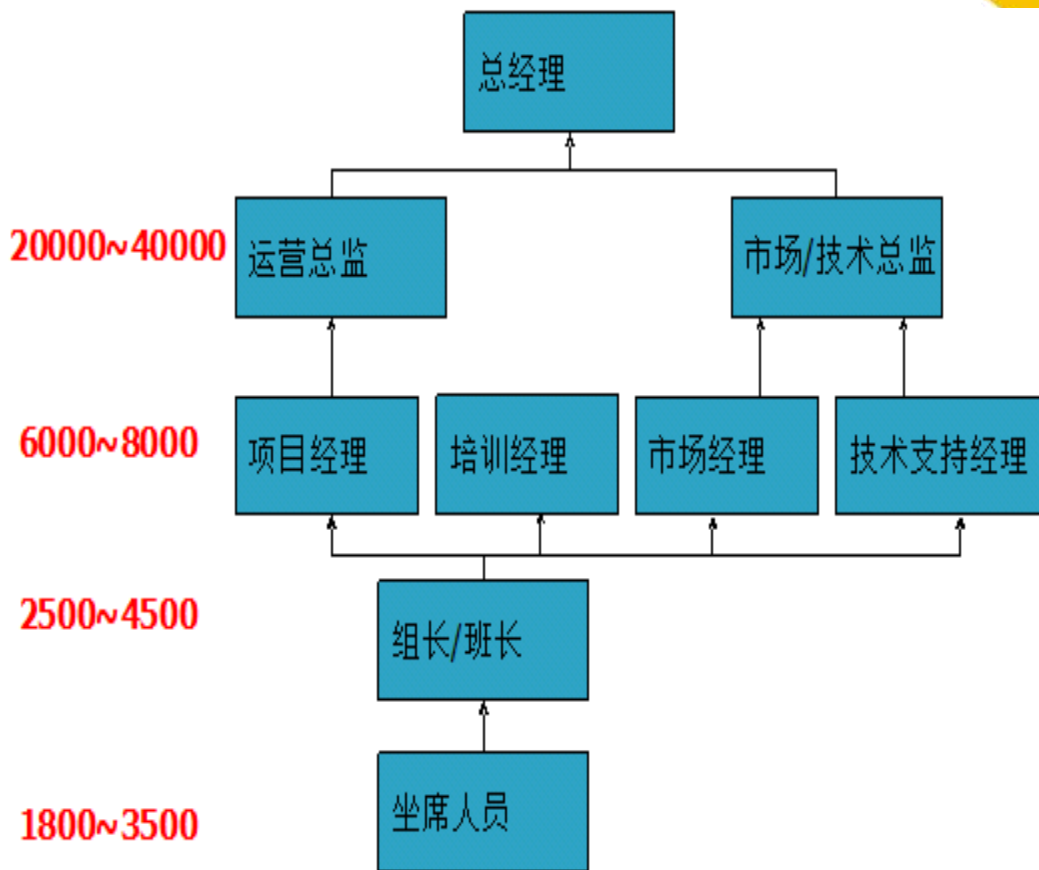 总经理
20000~40000
运营总监
市场/技术总监
6000~8000
项目经理
培训经理
市场经理
技术支持经理
2500~4500
组长/班长
1800~3500
坐席人员